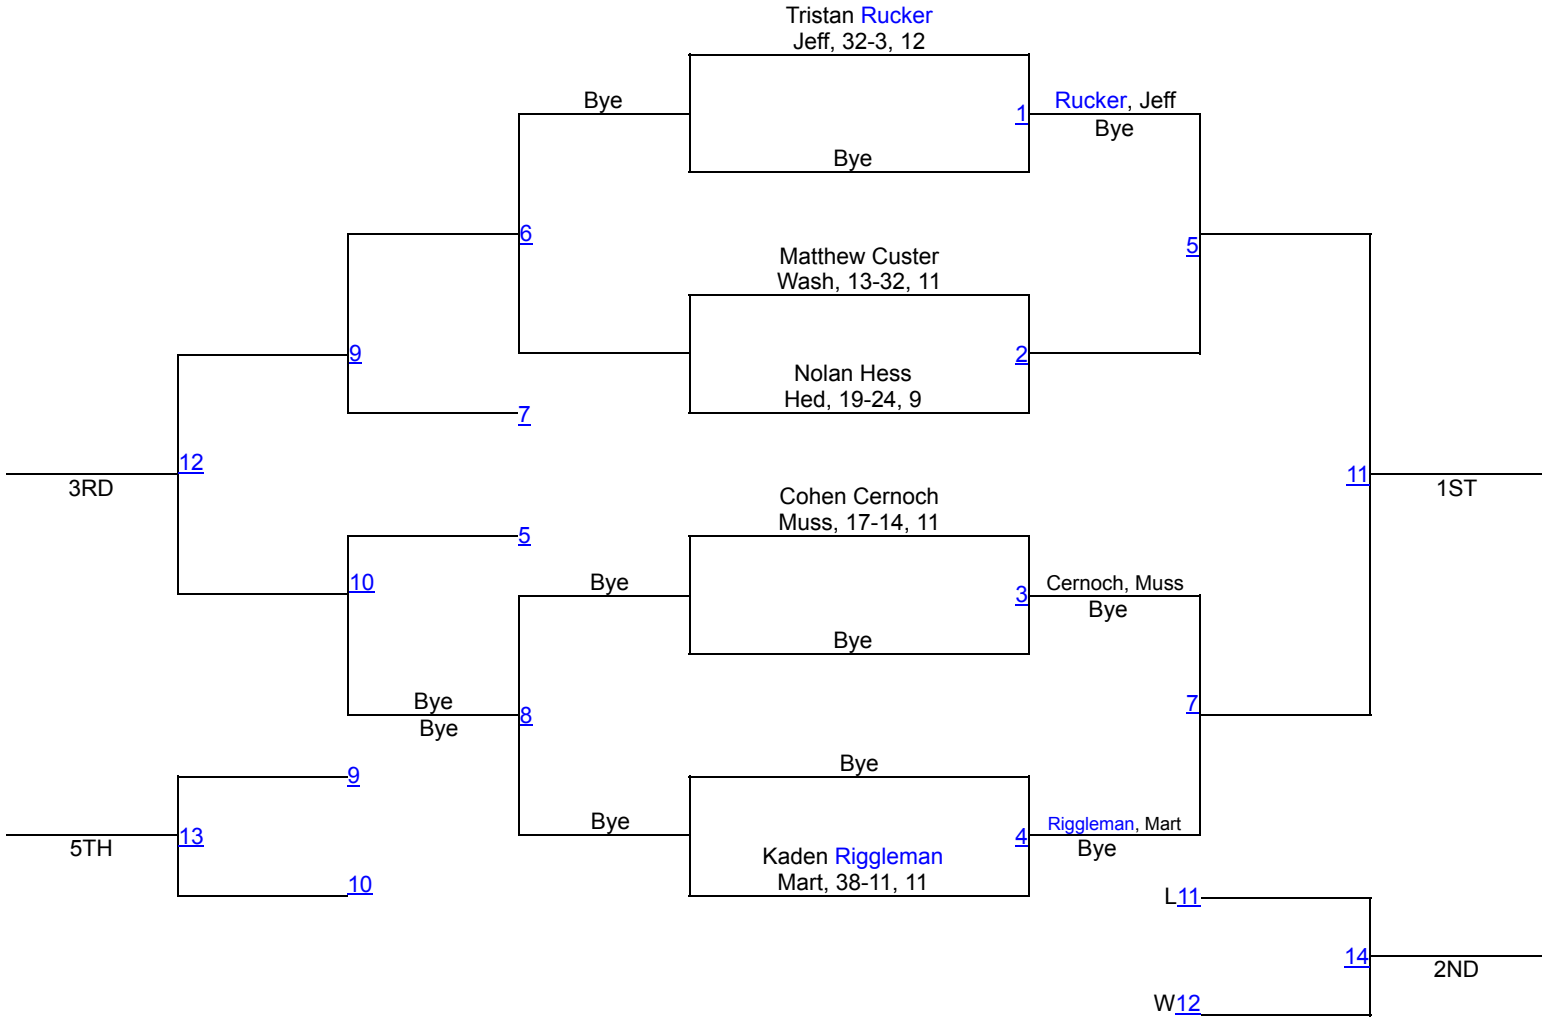 Tristan Rucker
Jeff, 32-3, 12
Bye
1
Rucker, Jeff
Bye
Bye
6
5
Matthew Custer
Wash, 13-32, 11
9
2
Nolan Hess
Hed, 19-24, 9
7
12
3RD
11
1ST
Cohen Cernoch
Muss, 17-14, 11
5
10
Bye
3
Cernoch, Muss
Bye
Bye
Bye
Bye
8
7
9
Bye
13
5TH
Bye
4
Riggleman, Mart
Bye
Kaden Riggleman
Mart, 38-11, 11
10
L11
14
2ND
W12